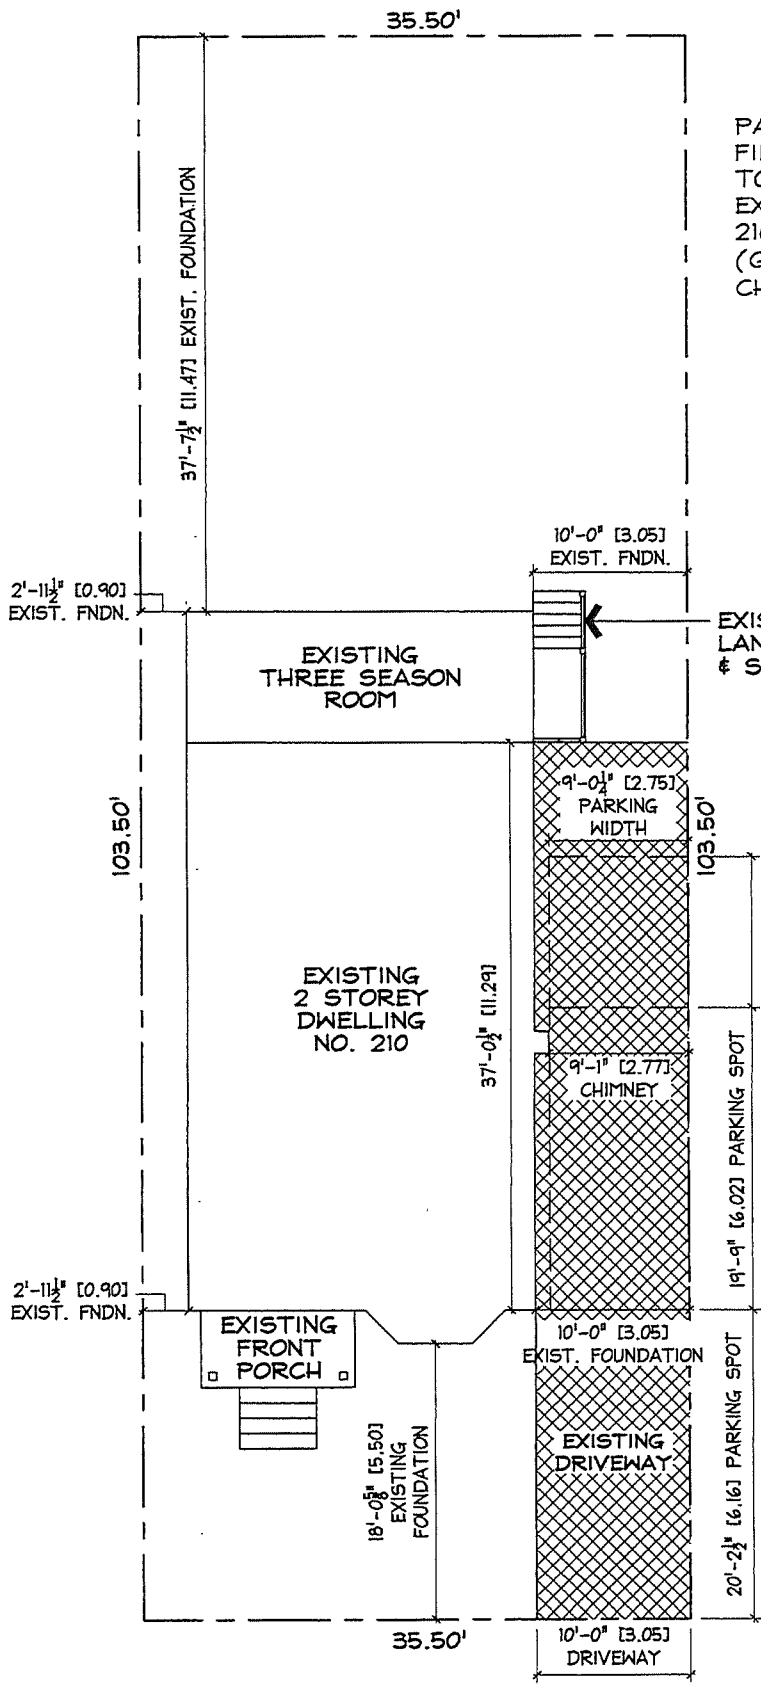 35.50'
PA
FI
TO
EX
216
(G
CH
37'-7½" [11.47] EXIST. FOUNDATION
10'-0" [3.05]
EXIST. FNDN.
2'-11½" [0.90]
EXIST. FNDN.
EXIS
LAN
& S
EXISTING
THREE SEASON
ROOM
9'-0¼" [2.75]
PARKING
WIDTH
103.50'
103.50'
EXISTING
2 STOREY
DWELLING
NO. 210
37'-0½" [11.29]
9'-1" [2.77]
CHIMNEY
19'-9" [6.02] PARKING SPOT
2'-11½" [0.90]
EXIST. FNDN.
EXISTING
FRONT
PORCH
10'-0" [3.05]
EXIST. FOUNDATION
18'-0⅝" [5.50]
EXISTING
FOUNDATION
EXISTING
DRIVEWAY
20'-2½" [6.16] PARKING SPOT
35.50'
10'-0" [3.05]
DRIVEWAY